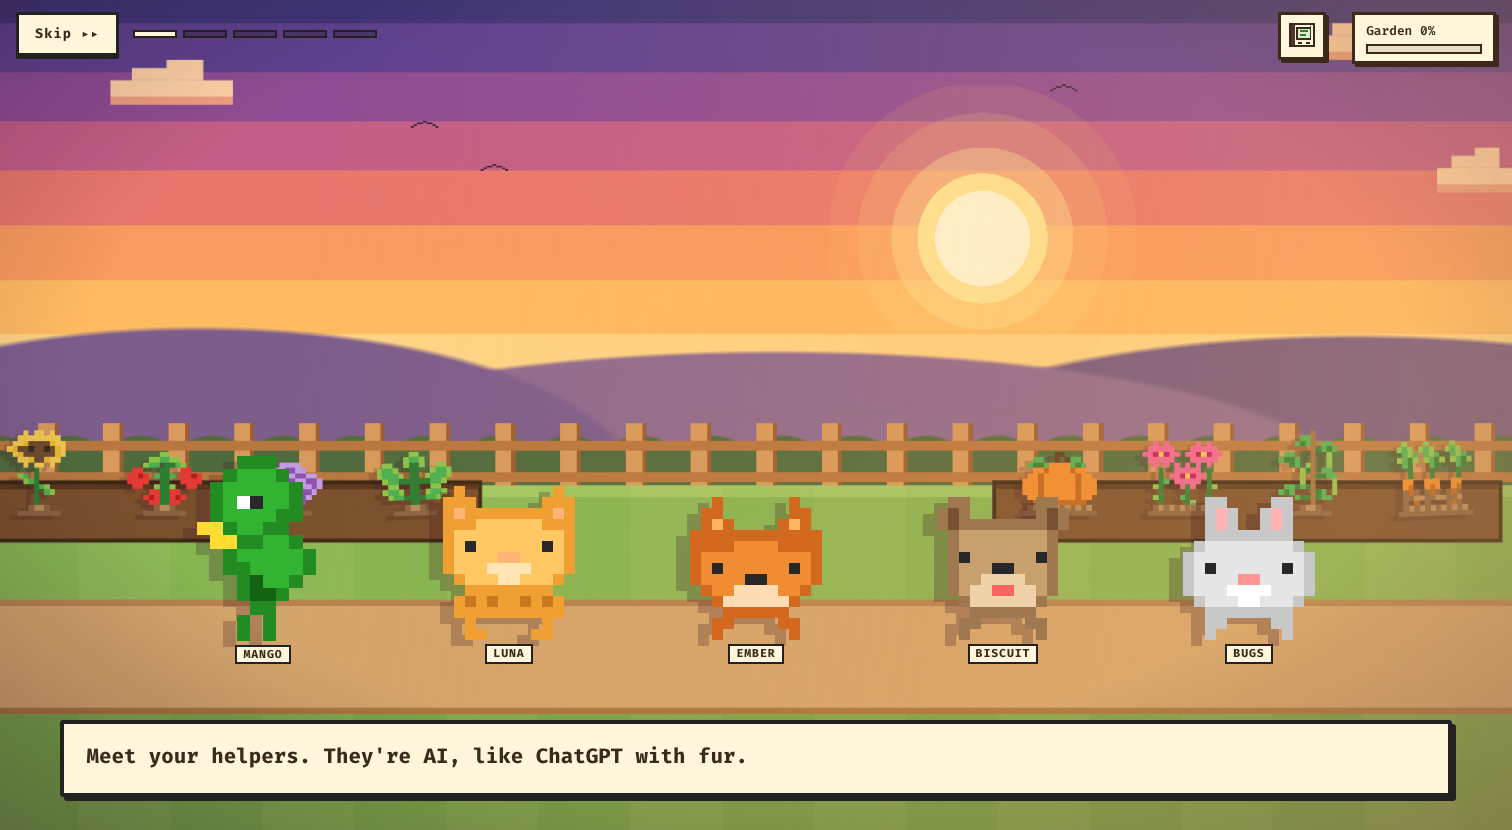 Skip ▸▸
Garden 0%
MANGO
LUNA
EMBER
BISCUIT
BUGS
Meet your helpers. They're AI, like ChatGPT with fur.